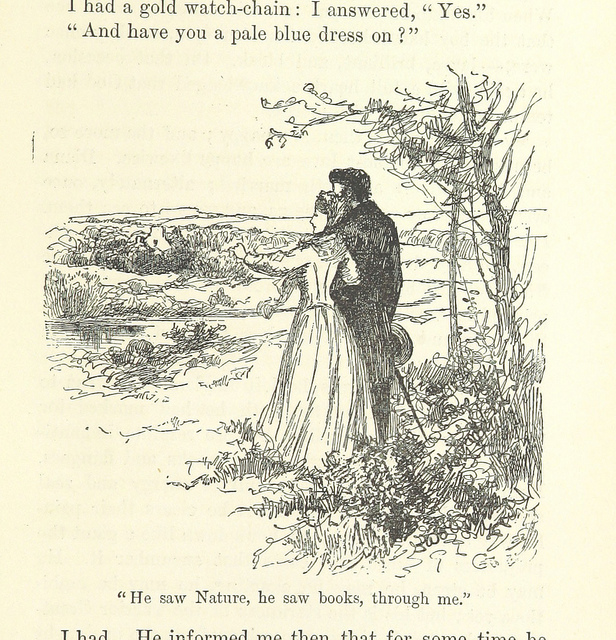 I had a gold watch-chain: I answered, “Yes.”
“And have you a pale blue dress on?”
“He saw Nature, he saw books, through me.”
I had. He informed me then, that for some time he